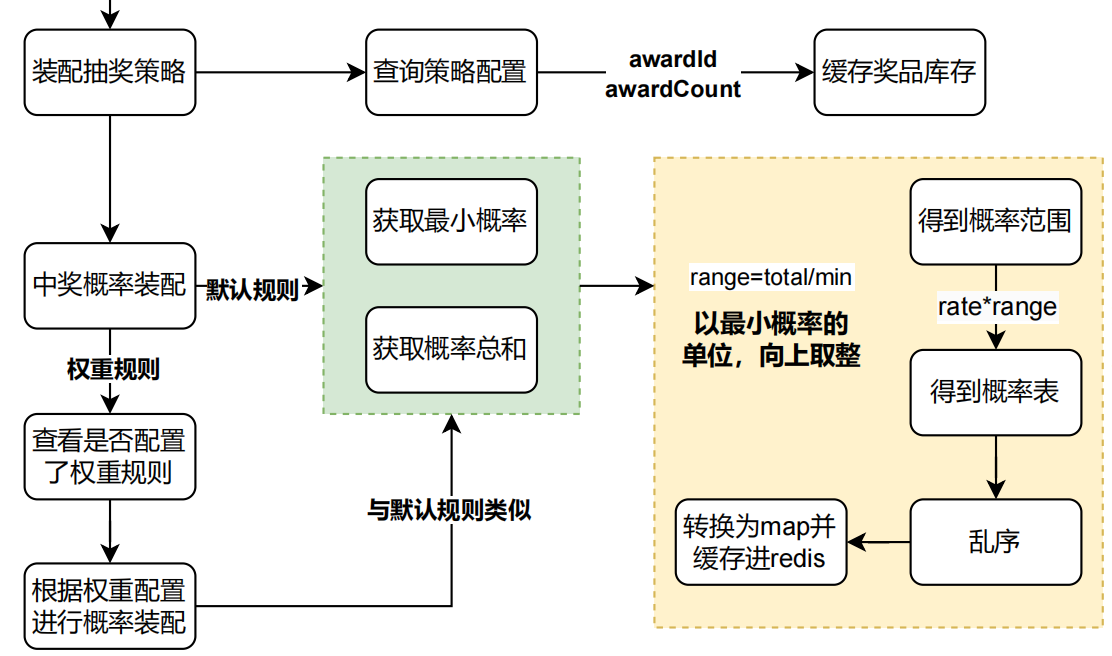 装配抽奖策略
查询策略配置
awardId
awardCount
缓存奖品库存
中奖概率装配
默认规则
获取最小概率
获取概率总和
range=total/min
以最小概率的
单位，向上取整
得到概率范围
rate*range
得到概率表
乱序
转换为map并
缓存进redis
权重规则
查看是否配置
了权重规则
与默认规则类似
根据权重配置
进行概率装配